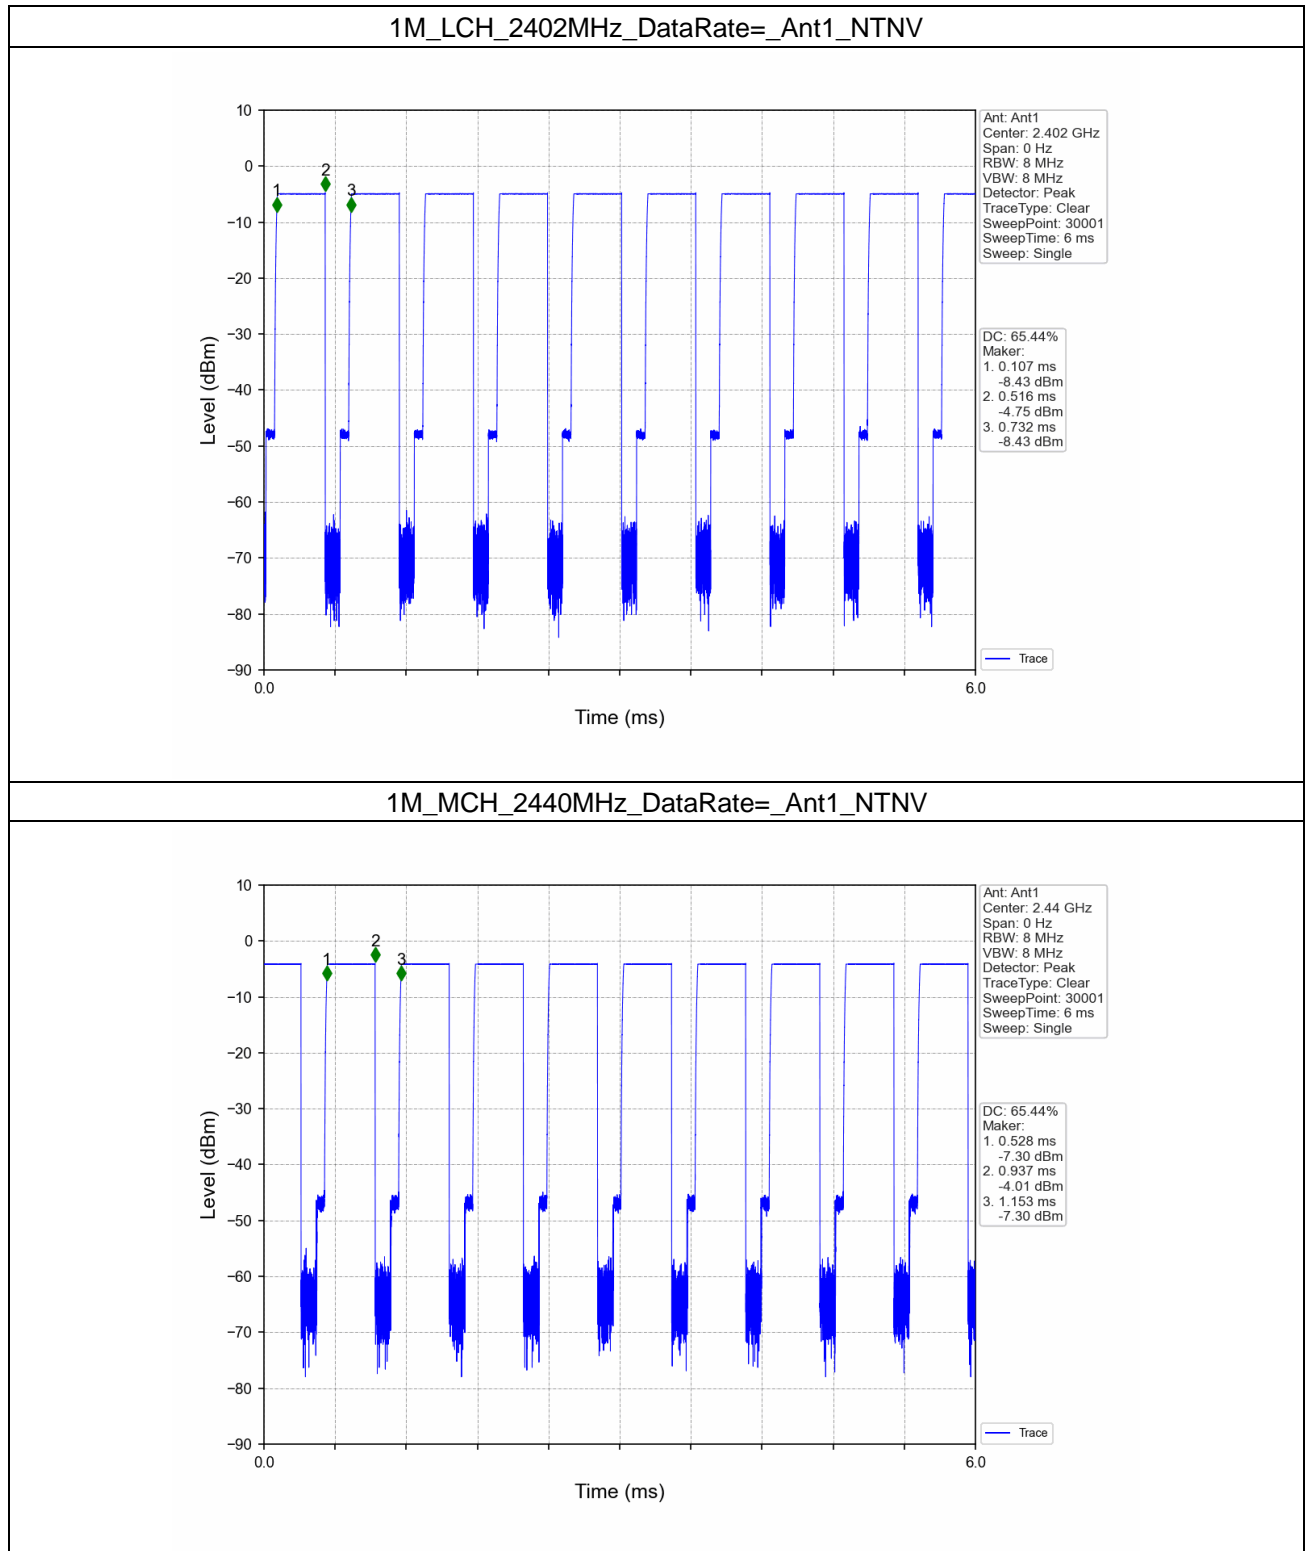 1M_LCH_2402MHz_DataRate=_Ant1_NTNV
10
0
−10
−20
−30
−40
−50
−60
−70
−80
−90
Level (dBm)
1
2
3
0.0
6.0
Time (ms)
Ant: Ant1
Center: 2.402 GHz
Span: 0 Hz
RBW: 8 MHz
VBW: 8 MHz
Detector: Peak
TraceType: Clear
SweepPoint: 30001
SweepTime: 6 ms
Sweep: Single
DC: 65.44%
Maker:
1. 0.107 ms
-8.43 dBm
2. 0.516 ms
-4.75 dBm
3. 0.732 ms
-8.43 dBm
Trace
1M_MCH_2440MHz_DataRate=_Ant1_NTNV
10
0
−10
−20
−30
−40
−50
−60
−70
−80
−90
Level (dBm)
1
2
3
0.0
6.0
Time (ms)
Ant: Ant1
Center: 2.44 GHz
Span: 0 Hz
RBW: 8 MHz
VBW: 8 MHz
Detector: Peak
TraceType: Clear
SweepPoint: 30001
SweepTime: 6 ms
Sweep: Single
DC: 65.44%
Maker:
1. 0.528 ms
-7.30 dBm
2. 0.937 ms
-4.01 dBm
3. 1.153 ms
-7.30 dBm
Trace